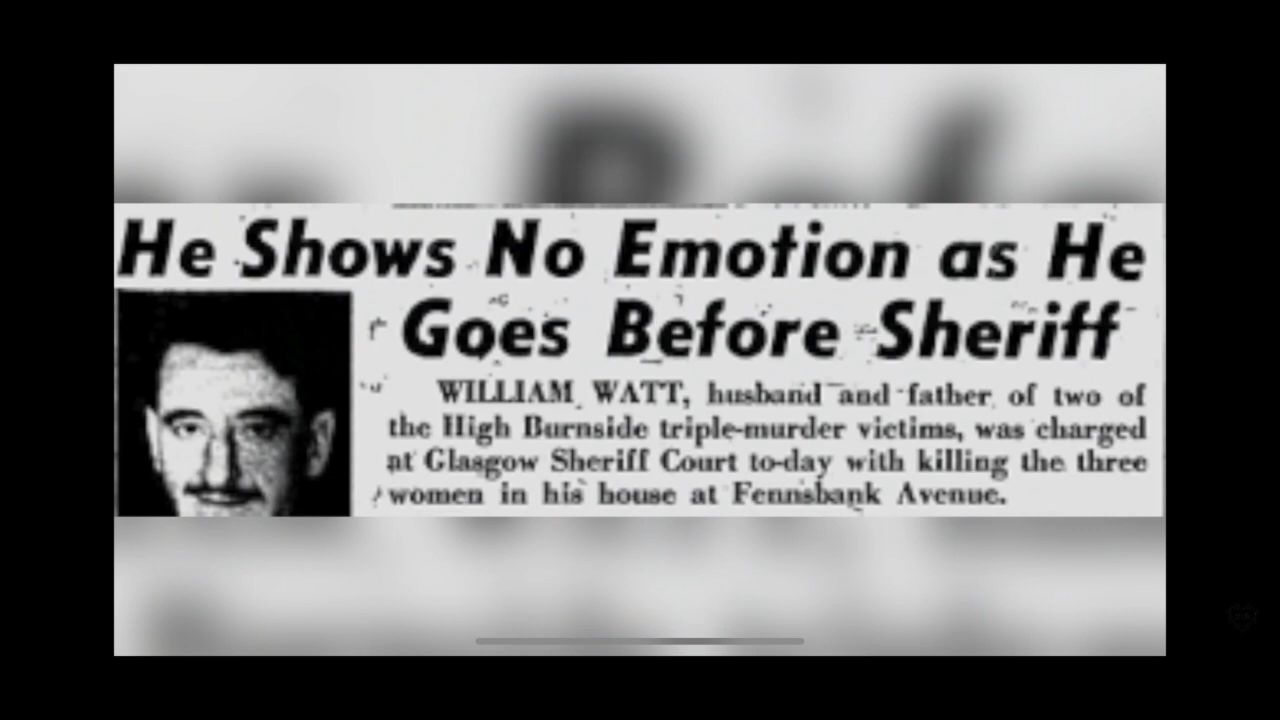 He Shows No Emotion as He
Goes Before Sheriff
WILLIAM WATT, husband and father of two of
the High Burnside triple-murder victims, was charged
at Glasgow Sheriff Court to-day with killing the three
women in his house at Fennsbank Avenue.